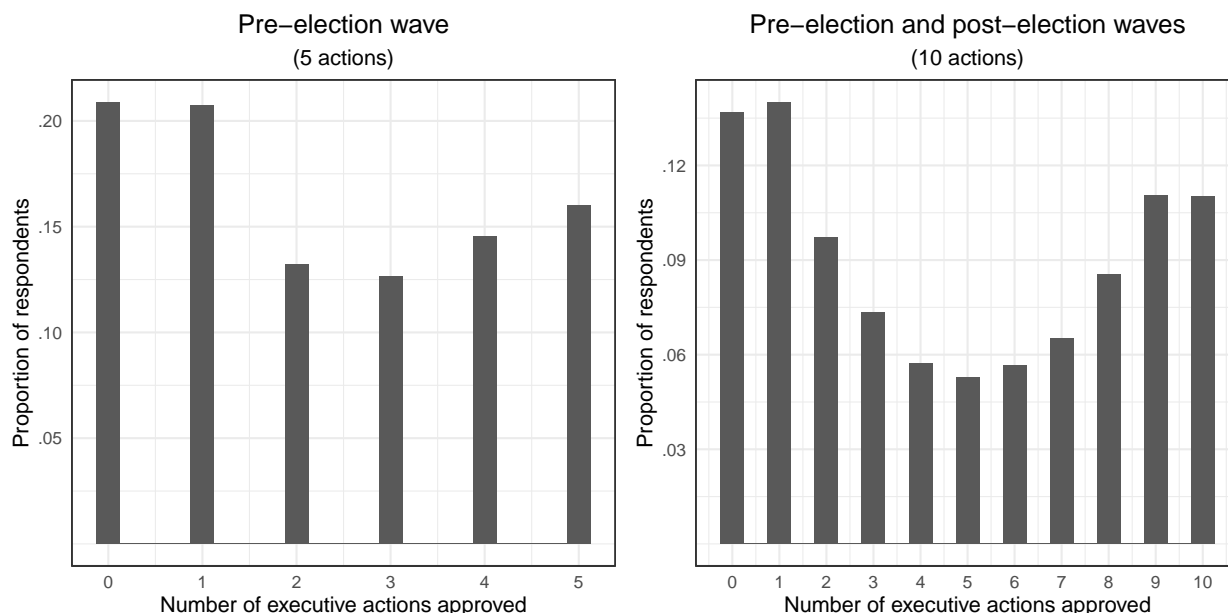 Pre−election wave
(5 actions)
Proportion of respondents
.20
.15
.10
.05
0 1 2 3 4 5
Number of executive actions approved
Pre−election and post−election waves
(10 actions)
Proportion of respondents
.12
.09
.06
.03
0 1 2 3 4 5 6 7 8 9 10
Number of executive actions approved